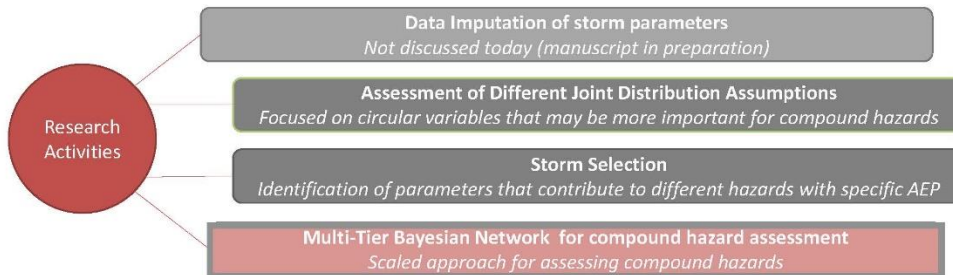 Data Imputation of storm parameters
Not discussed today (manuscript in preparation)
Assessment of Different Joint Distribution Assumptions
Focused on circular variables that may be more important for compound hazards
Research
Activities
Storm Selection
Identification of parameters that contribute to different hazards with specific AEP
Multi-Tier Bayesian Network for compound hazard assessment
Scaled approach for assessing compound hazards